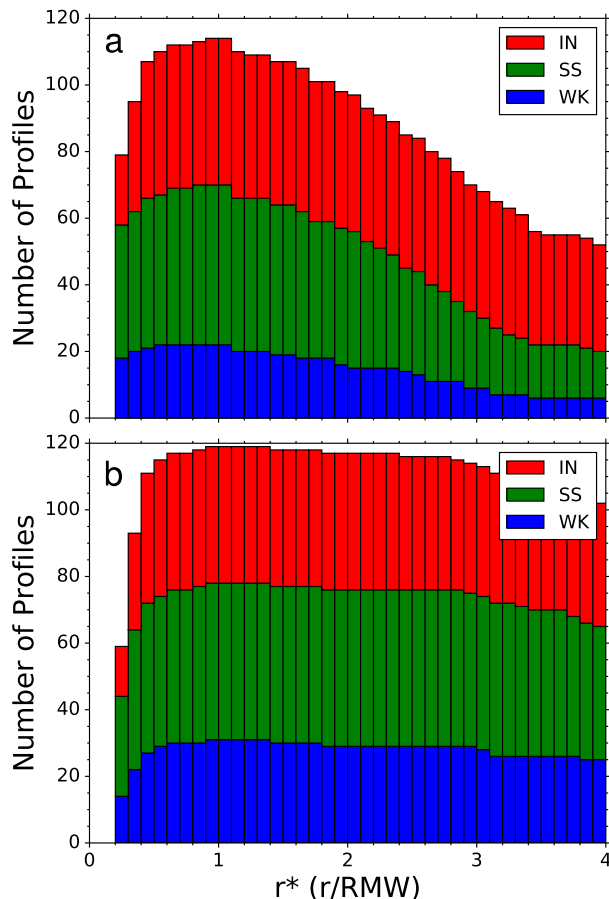 a
IN
SS
WK
Number of Profiles
120
100
80
60
40
20
0
b
IN
SS
WK
Number of Profiles
120
100
80
60
40
20
0
0 1 2 3 4
r* (r/RMW)